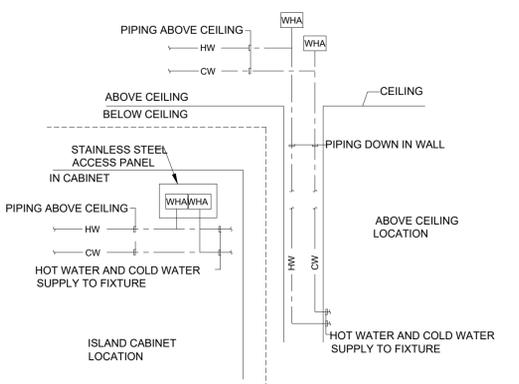 WHA
PIPING ABOVE CEILING
WHA
HW
CW
CEILING
ABOVE CEILING
BELOW CEILING
STAINLESS STEEL
ACCESS PANEL
PIPING DOWN IN WALL
IN CABINET
WHA WHA
PIPING ABOVE CEILING
ABOVE CEILING
LOCATION
HW
CW
HW
CW
HOT WATER AND COLD WATER
SUPPLY TO FIXTURE
HOT WATER AND COLD WATER
SUPPLY TO FIXTURE
ISLAND CABINET
LOCATION